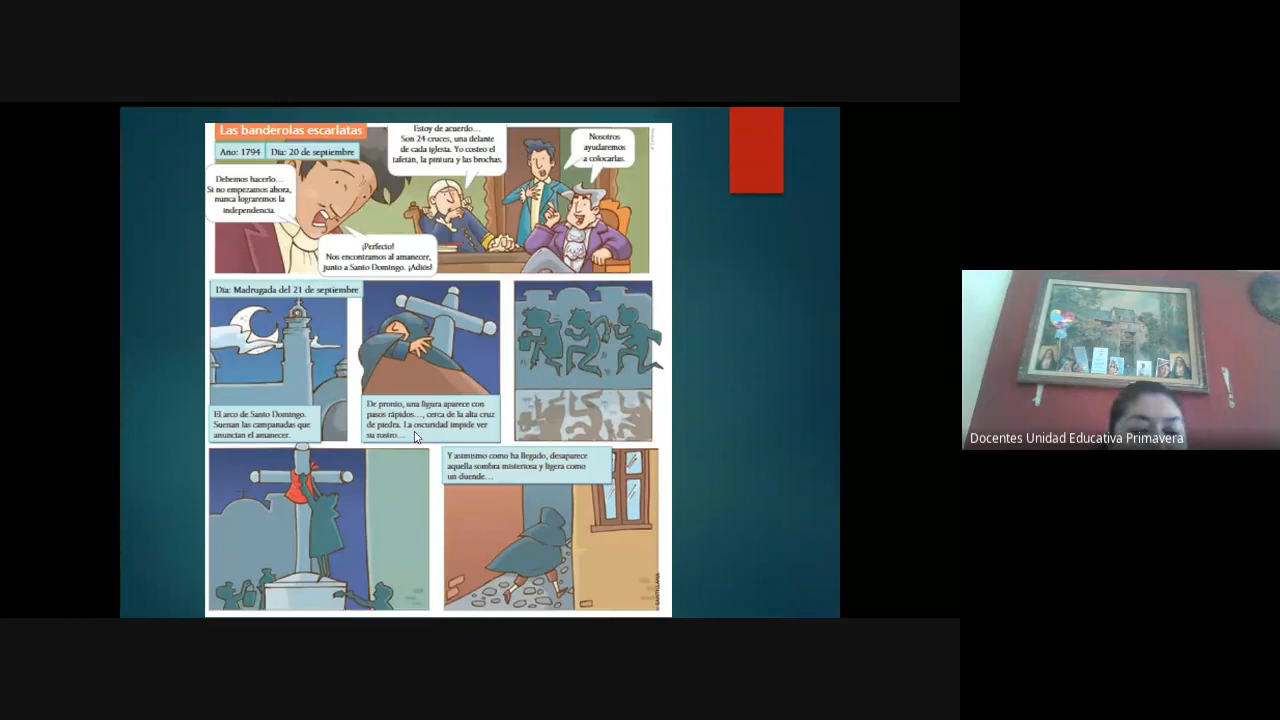 Las banderolas escarlatas
Año: 1794
Día: 20 de septiembre
Debemos hacerlo...
Si no empezamos ahora,
nunca lograremos la
independencia.
Estoy de acuerdo...
Son 24 cruces, una delante
de cada iglesia. Yo costeo el
tafetán, la pintura y las brochas.
Nosotros
ayudaremos
a colocarlas.
¡Perfecto!
Nos encontramos al amanecer,
junto a Santo Domingo. ¡Adiós!
Día: Madrugada del 21 de septiembre
El arco de Santo Domingo.
Suenan las campanadas que
anuncian el amanecer.
De pronto, una figura aparece con
pasos rápidos..., cerca de la alta cruz
de piedra. La oscuridad impide ver
su rostro...
Y asimismo como ha llegado, desaparece
aquella sombra misteriosa y ligera como
un duende...
© SANTILLANA
Docentes Unidad Educativa Primavera